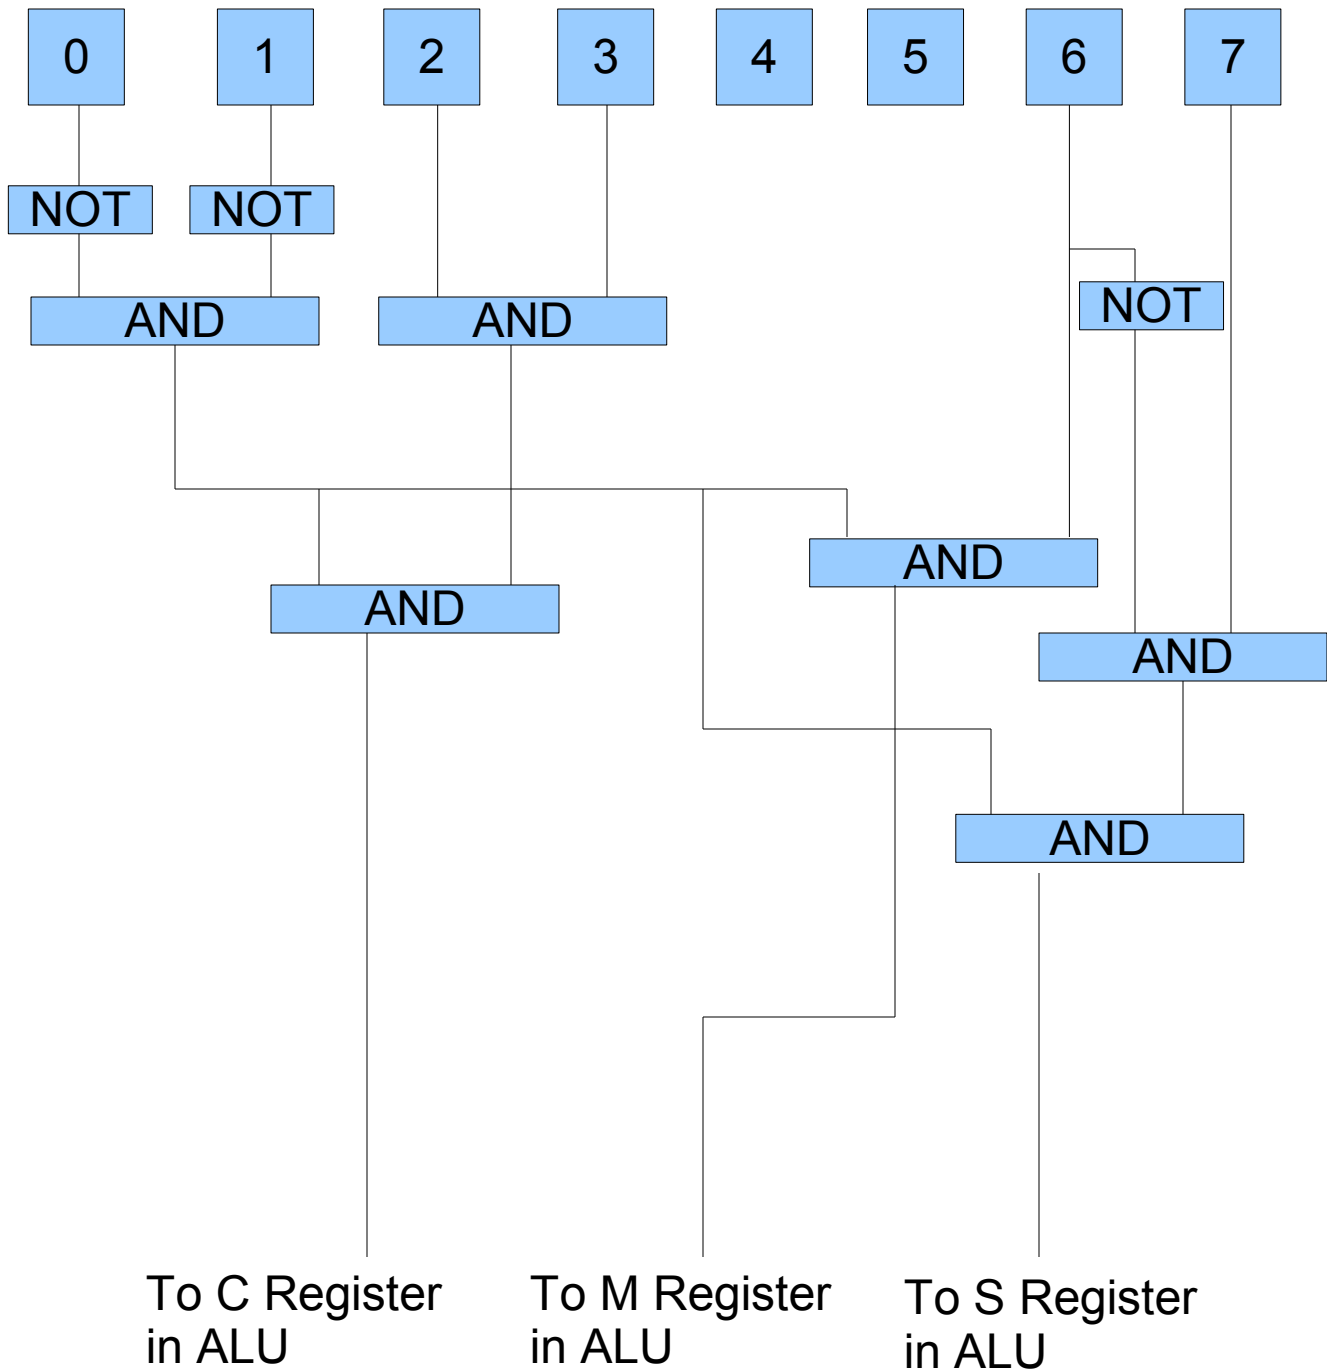 0 1 2 3 4 5 6 7
NOT NOT
NOT
AND AND
AND
AND
AND
AND
To C Register
in ALU
To M Register
in ALU
To S Register
in ALU